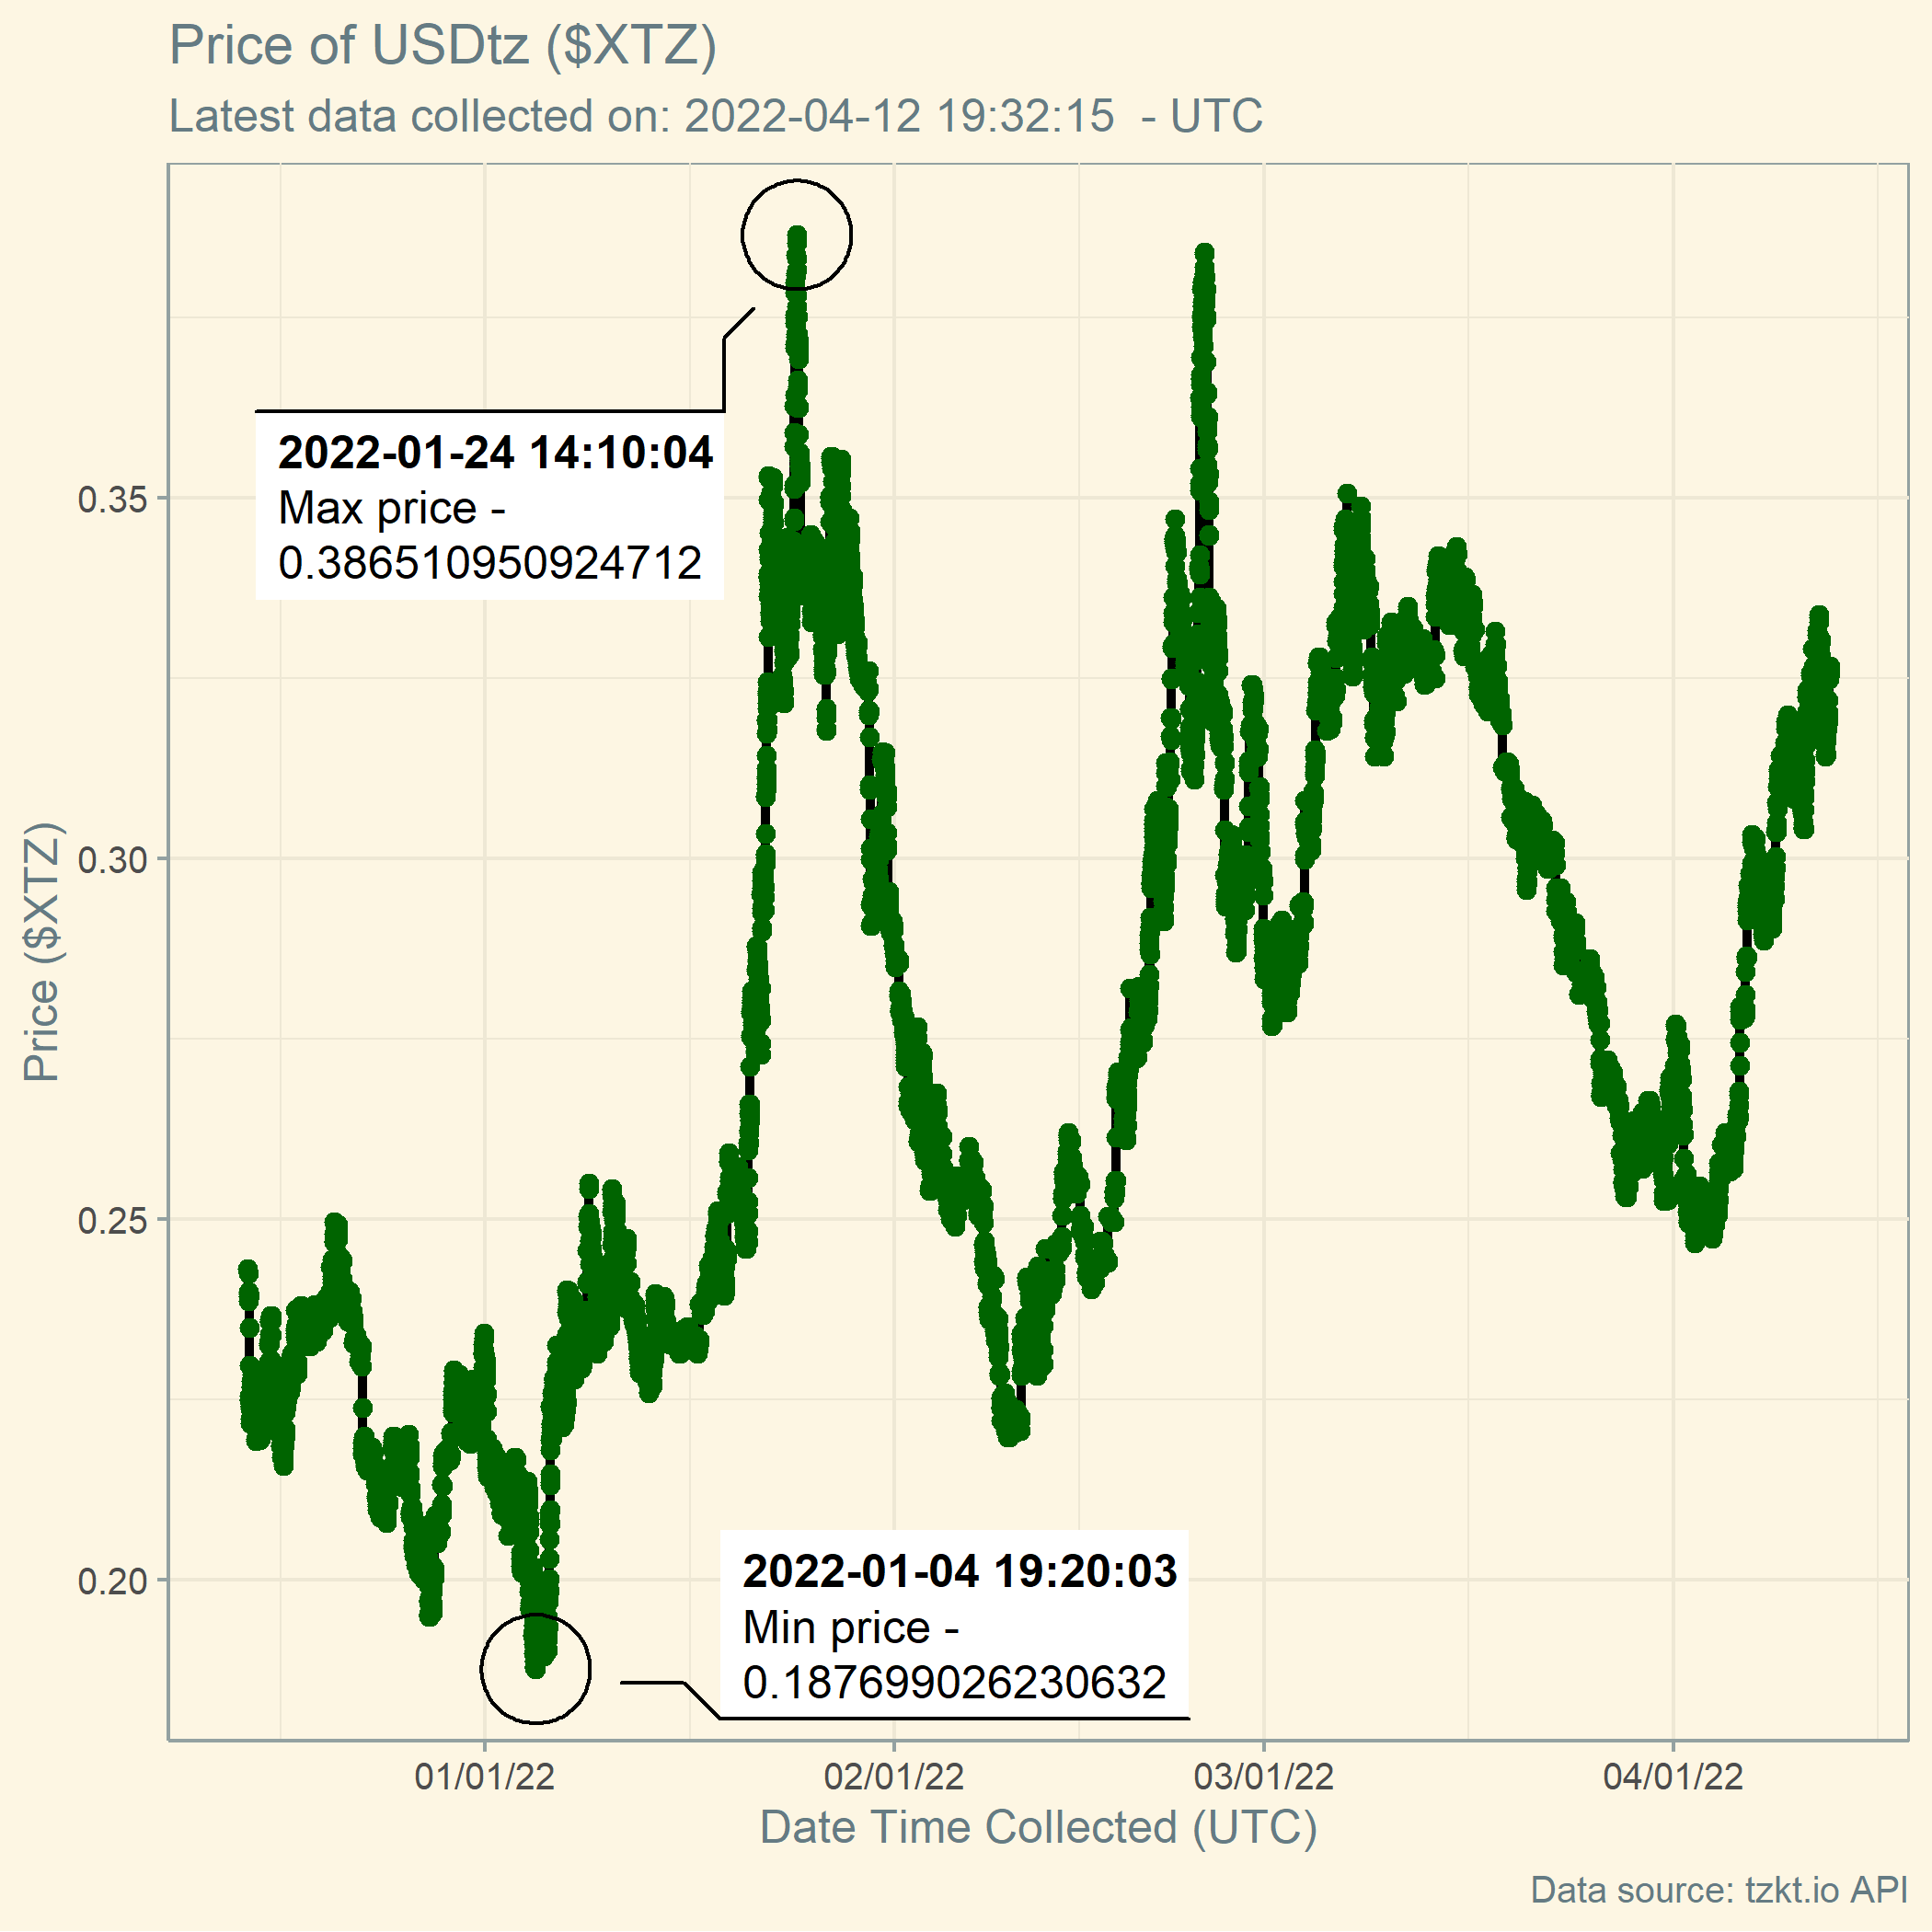 Price of USDtz ($XTZ)
Latest data collected on: 2022-04-12 19:32:15  - UTC
2022-01-24 14:10:04
Max price -
0.386510950924712
0.35
0.30
0.25
0.20
Price ($XTZ)
2022-01-04 19:20:03
Min price -
0.187699026230632
01/01/22
02/01/22
03/01/22
04/01/22
Date Time Collected (UTC)
Data source: tzkt.io API